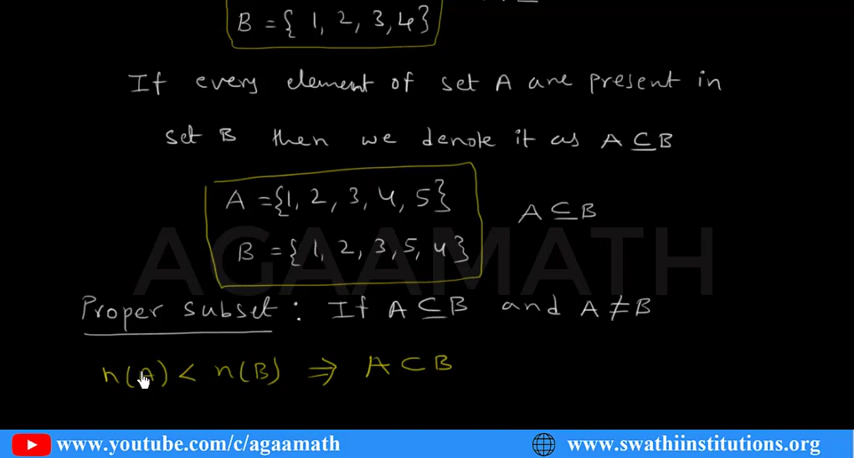 B = { 1, 2, 3, 4}
If every element of set A are present in
set B then we denote it as A ⊆ B
A = {1, 2, 3, 4, 5}
A ⊆ B
B = { 1, 2, 3, 5, 4}
AGAAMATH
Proper subset : If A ⊆ B and A ≠ B
n(A) < n(B) ⇒ A ⊂ B
www.youtube.com/c/agaamath www.swathiinstitutions.org